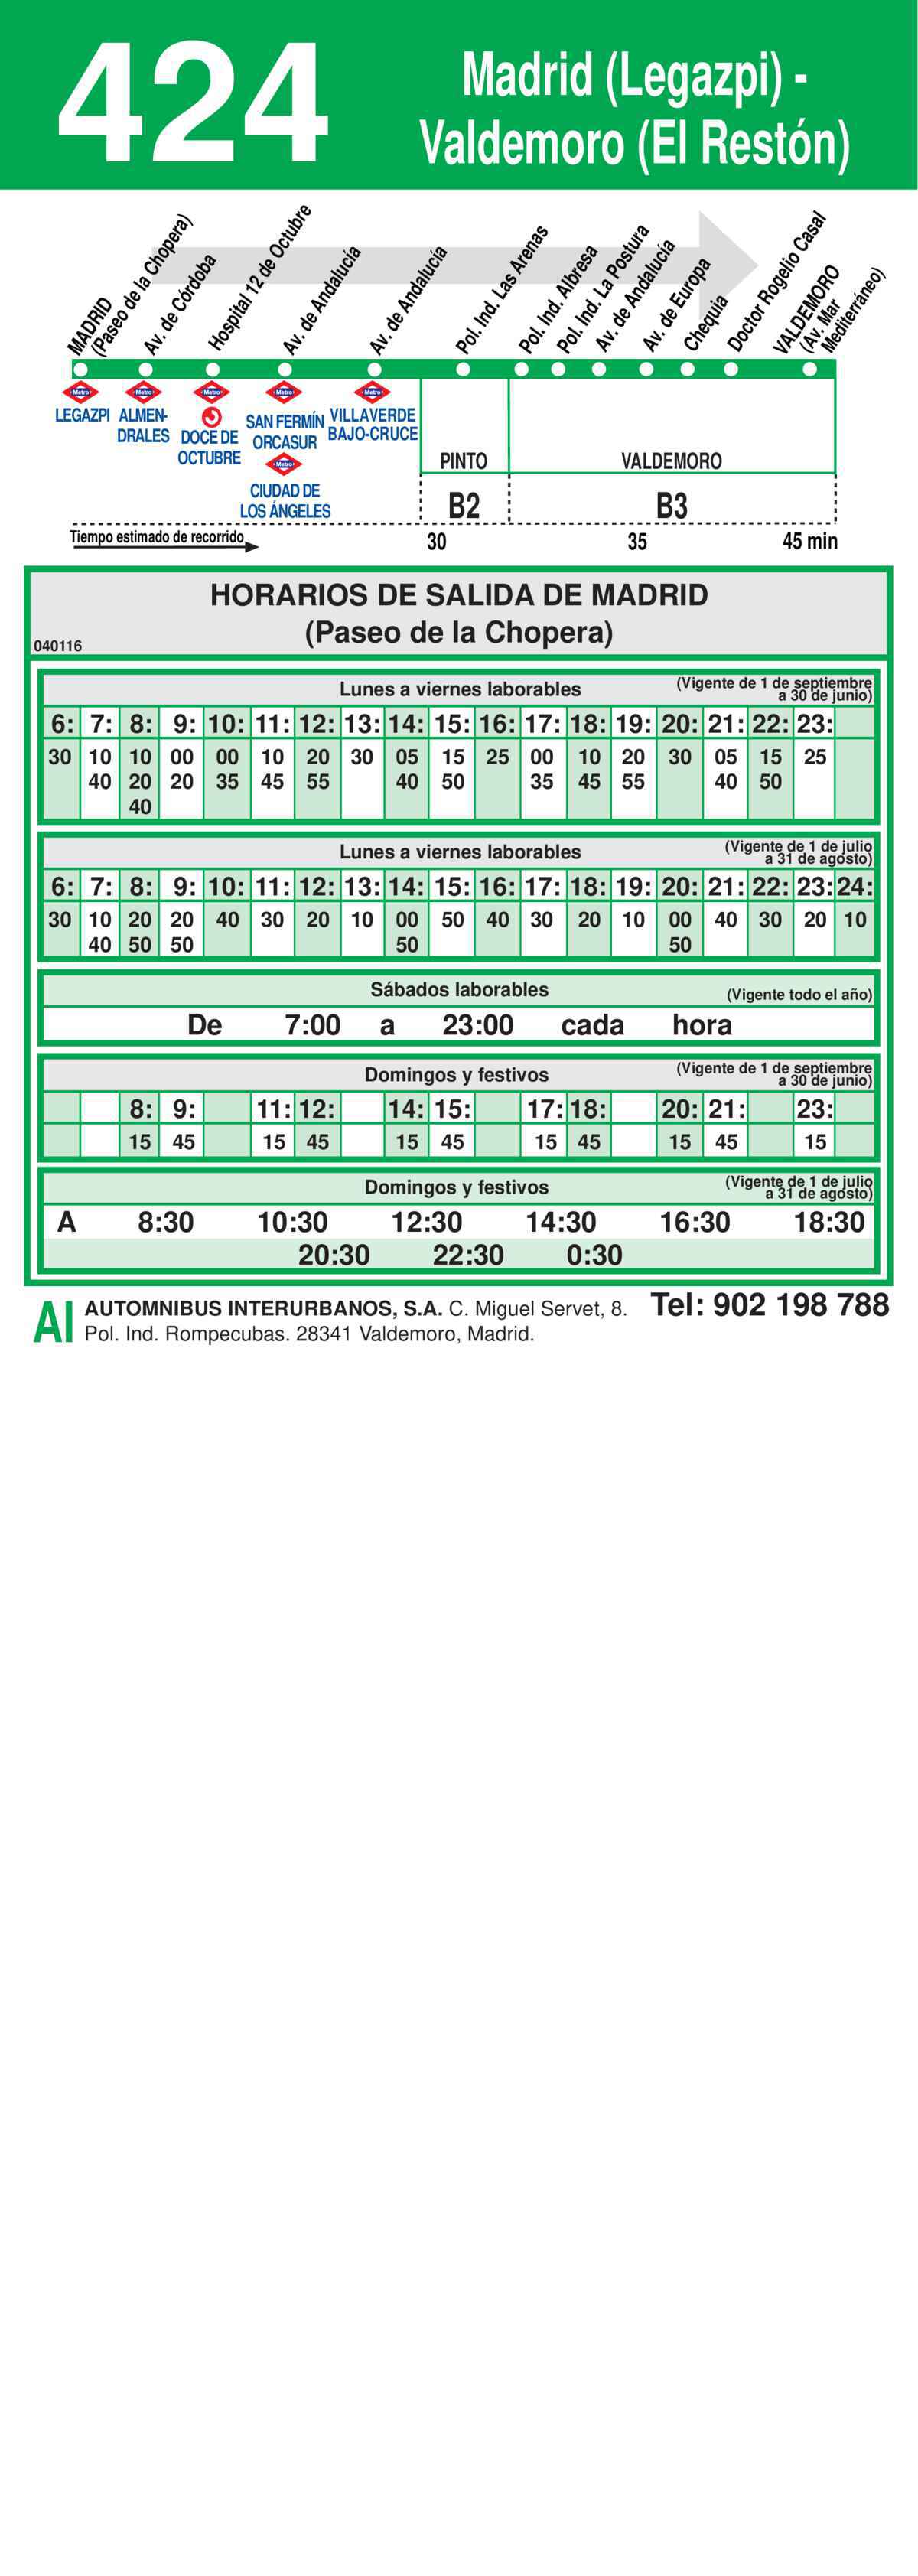 424
Madrid (Legazpi) -
Valdemoro (El Restón)
MADRID
(Paseo de la Chopera)
Av. de Córdoba
Hospital 12 de Octubre
Av. de Andalucía
Av. de Andalucía
Pol. Ind. Las Arenas
Pol. Ind. Albresa
Pol. Ind. La Postura
Av. de Andalucía
Av. de Europa
Chequia
Doctor Rogelio Casal
VALDEMORO
(Av. Mar
Mediterráneo)
Metro Metro Metro Metro Metro
LEGAZPI
ALMEN-
DRALES
DOCE DE
OCTUBRE
SAN FERMÍN
ORCASUR
Metro
CIUDAD DE
LOS ÁNGELES
VILLAVERDE
BAJO-CRUCE
PINTO VALDEMORO
B2 B3
Tiempo estimado de recorrido 30 35 45 min
HORARIOS DE SALIDA DE MADRID
(Paseo de la Chopera)
040116
Lunes a viernes laborables (Vigente de 1 de septiembre
a 30 de junio)
6: 7: 8: 9: 10: 11: 12: 13: 14: 15: 16: 17: 18: 19: 20: 21: 22: 23:
30 10 10 00 00 10 20 30 05 15 25 00 10 20 30 05 15 25
40 20 20 35 45 55 40 50 35 45 55 40 50
40
Lunes a viernes laborables (Vigente de 1 de julio
a 31 de agosto)
6: 7: 8: 9: 10: 11: 12: 13: 14: 15: 16: 17: 18: 19: 20: 21: 22: 23: 24:
30 10 20 20 40 30 20 10 00 50 40 30 20 10 00 40 30 20 10
40 50 50 50 50
Sábados laborables (Vigente todo el año)
De 7:00 a 23:00 cada hora
Domingos y festivos (Vigente de 1 de septiembre
a 30 de junio)
8: 9: 11: 12: 14: 15: 17: 18: 20: 21: 23:
15 45 15 45 15 45 15 45 15 45 15
Domingos y festivos (Vigente de 1 de julio
a 31 de agosto)
A 8:30 10:30 12:30 14:30 16:30 18:30
20:30 22:30 0:30
AI AUTOMNIBUS INTERURBANOS, S.A. C. Miguel Servet, 8. Tel: 902 198 788
Pol. Ind. Rompecubas. 28341 Valdemoro, Madrid.